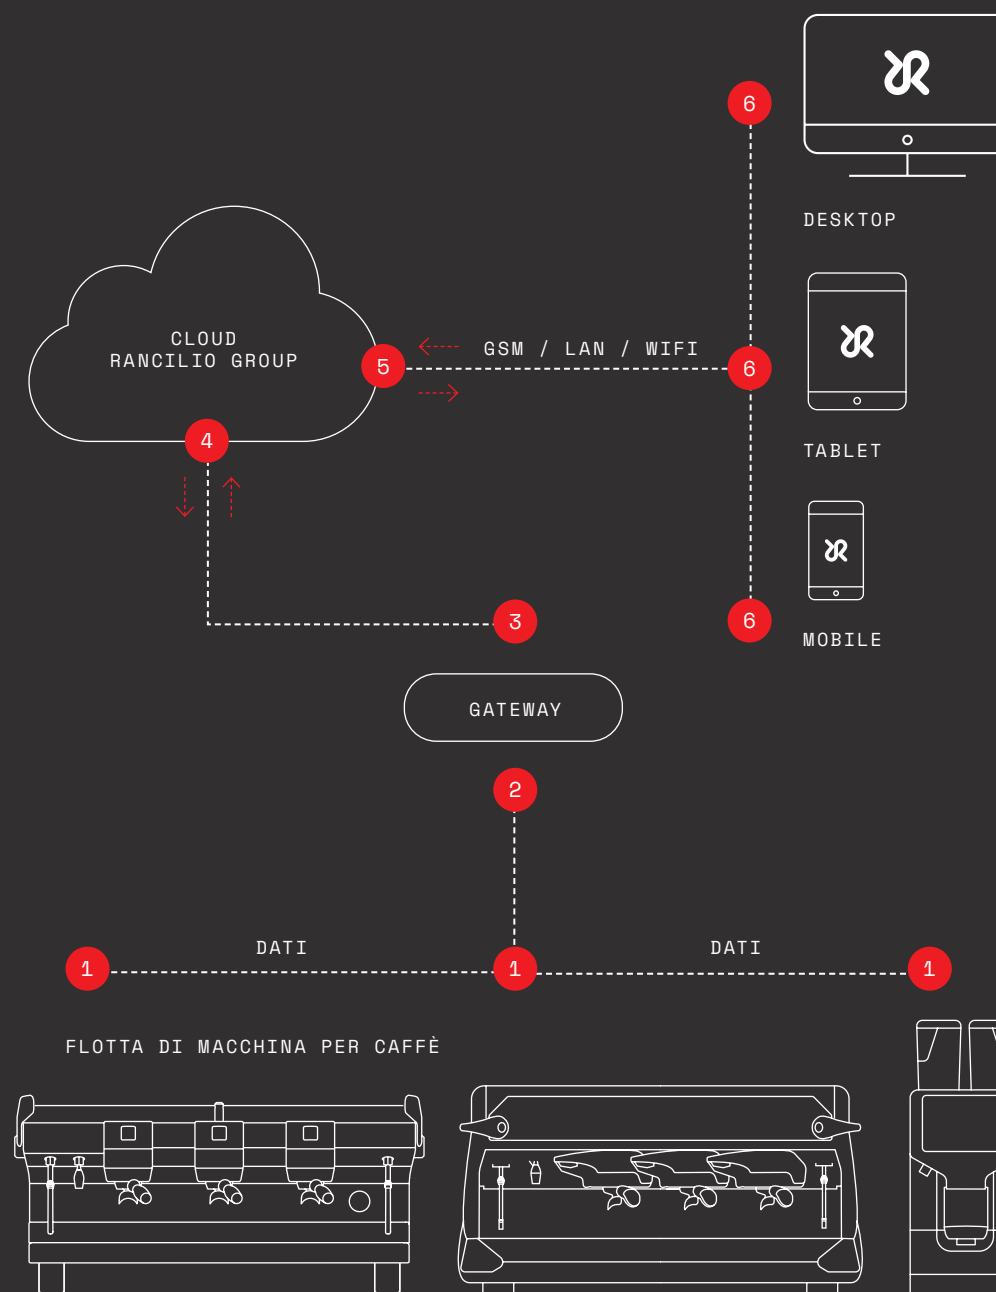 6
DESKTOP
CLOUD
RANCILIO GROUP
5
GSM / LAN / WIFI
6
4
TABLET
3
6
MOBILE
GATEWAY
2
DATI
DATI
1
1
1
FLOTTA DI MACCHINA PER CAFFÈ